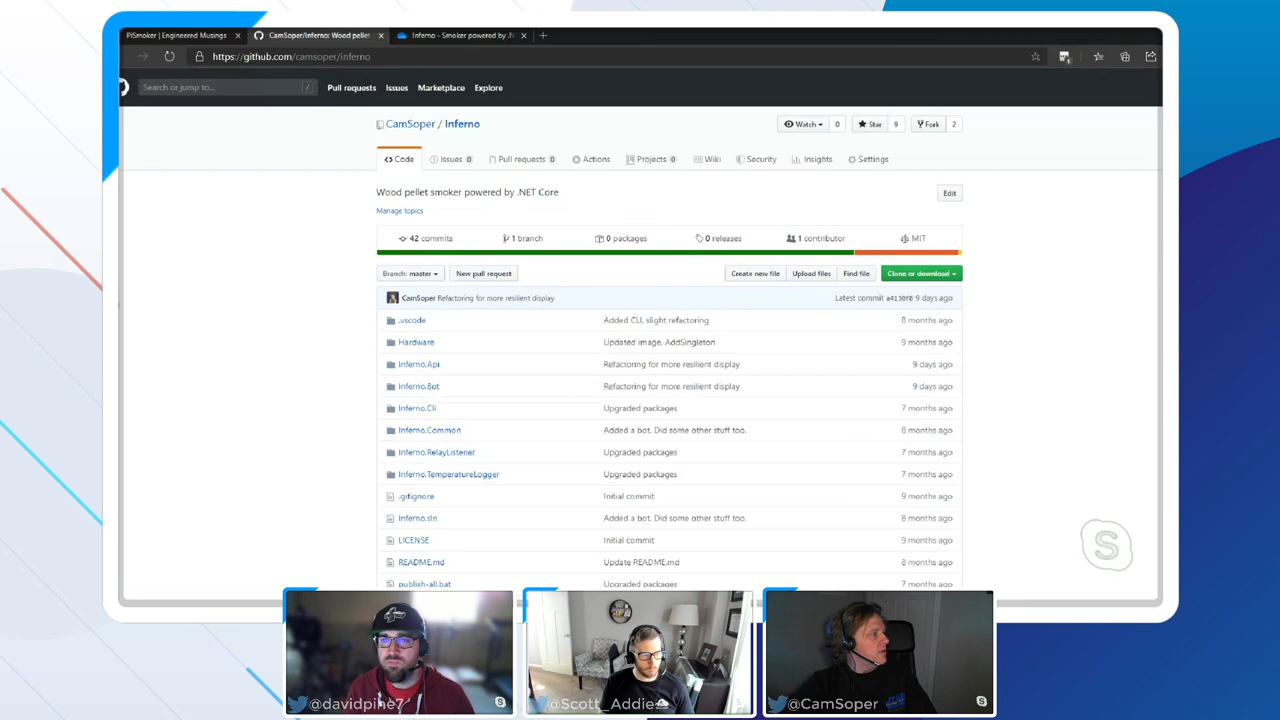 PiSmoker | Engineered Musings
CamSoper/Inferno: Wood pellet
Inferno - Smoker powered by .N
https://github.com/camsoper/inferno
Search or jump to...
/
Pull requests
Issues
Marketplace
Explore
CamSoper / Inferno
Watch 0
Star 9
Fork 2
Code
Issues 0
Pull requests 0
Actions
Projects 0
Wiki
Security
Insights
Settings
Wood pellet smoker powered by .NET Core
Edit
Manage topics
42 commits
1 branch
0 packages
0 releases
1 contributor
MIT
Branch: master
New pull request
Create new file
Upload files
Find file
Clone or download
CamSoper Refactoring for more resilient display
Latest commit a4130f8 9 days ago
.vscode Added CLI, slight refactoring 8 months ago
Hardware Updated image, AddSingleton 9 months ago
Inferno.Api Refactoring for more resilient display 9 days ago
Inferno.Bot Refactoring for more resilient display 9 days ago
Inferno.Cli Upgraded packages 7 months ago
Inferno.Common Added a bot. Did some other stuff too. 8 months ago
Inferno.RelayListener Upgraded packages 7 months ago
Inferno.TemperatureLogger Upgraded packages 7 months ago
.gitignore Initial commit 9 months ago
Inferno.sln Added a bot. Did some other stuff too. 8 months ago
LICENSE Initial commit 9 months ago
README.md Update README.md 8 months ago
publish-all.bat Upgraded packages 7 months ago
@davidpine7
@Scott_Addie
@CamSoper